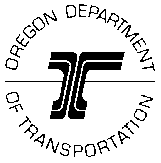 OREGON DEPARTMENT
OF TRANSPORTATION